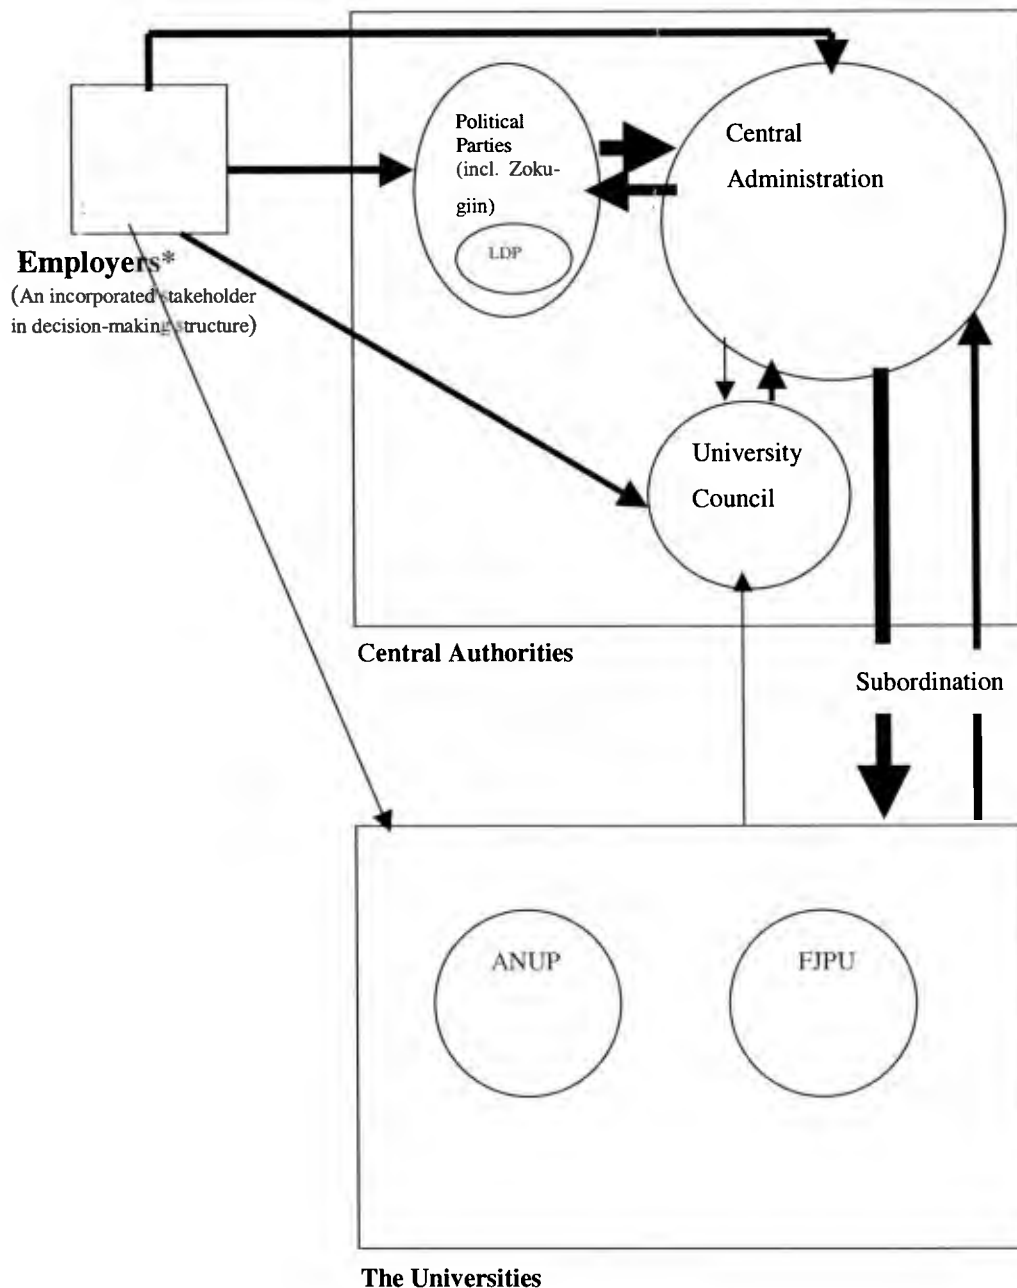 Political
Parties
(incl. Zoku-
giin)
LDP
Central
Administration
Employers*
(An incorporated stakeholder
in decision-making structure)
University
Council
Central Authorities
Subordination
ANUP
FJPU
The Universities